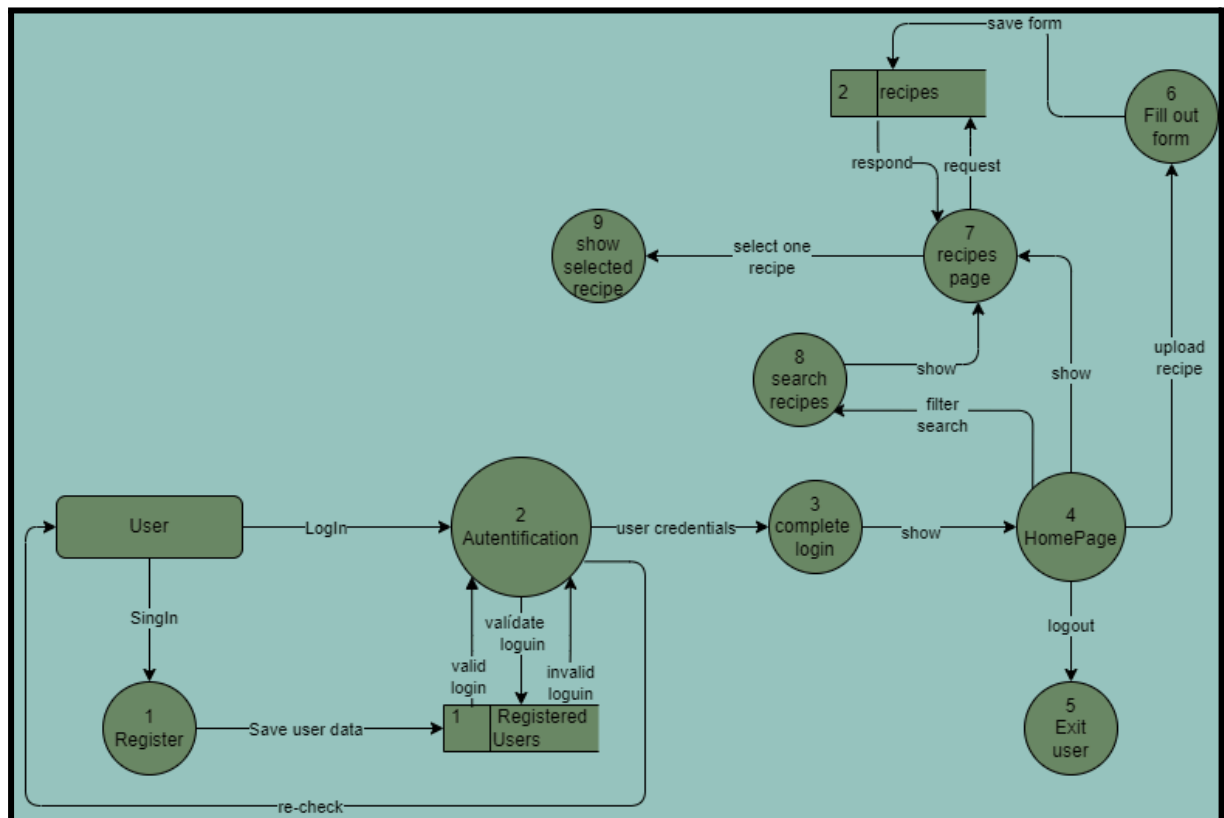 save form
2 recipes
6
Fill out
form
respond
request
9
show
selected
recipe
select one
recipe
7
recipes
page
8
search
recipes
show
show
upload
recipe
filter
search
User
LogIn
2
Autentification
user credentials
3
complete
login
show
4
HomePage
SingIn
valídate
loguin
valid
login
invalid
loguin
logout
1
Register
Save user data
1 Registered
Users
5
Exit
user
re-check